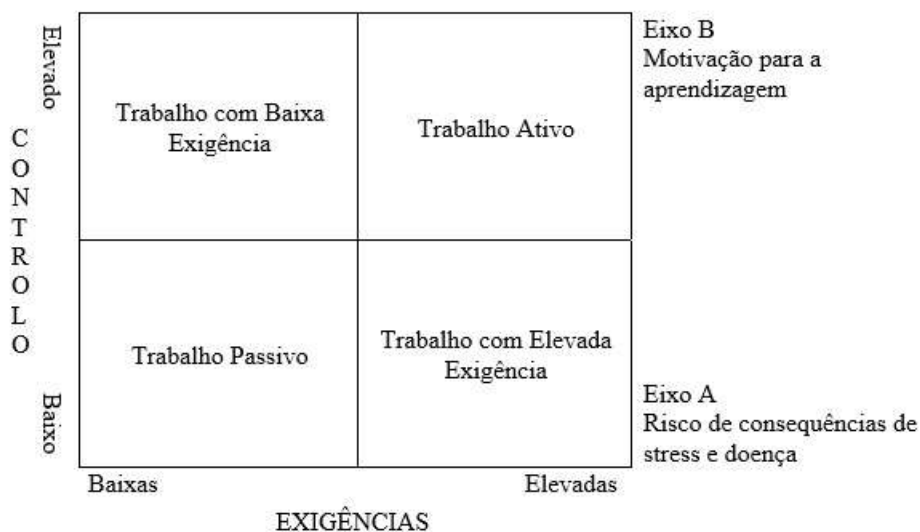 Elevado
CONTROLO
Baixo
Trabalho com Baixa
Exigência
Trabalho Ativo
Trabalho Passivo
Trabalho com Elevada
Exigência
Eixo B
Motivação para a
aprendizagem
Eixo A
Risco de consequências de
stress e doença
Baixas
Elevadas
EXIGÊNCIAS